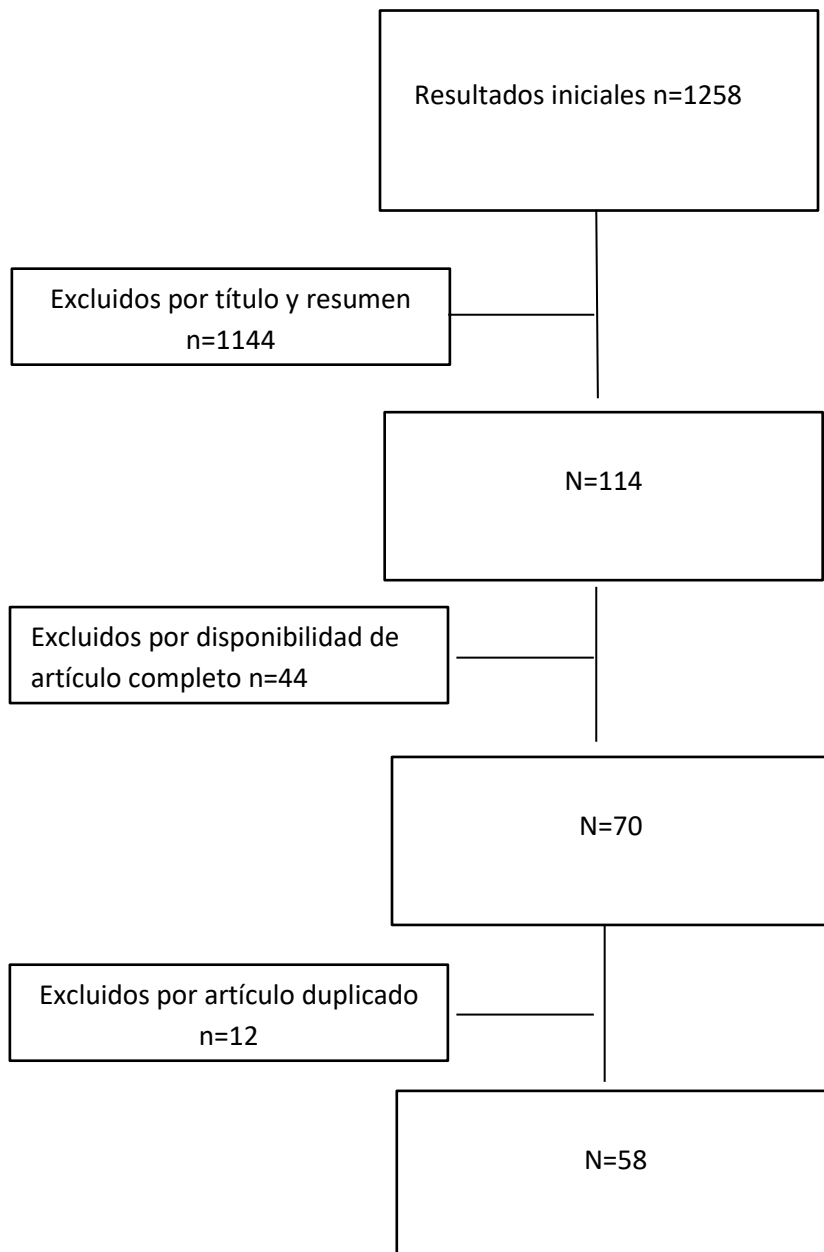 Resultados iniciales n=1258
Excluidos por título y resumen
n=1144
N=114
Excluidos por disponibilidad de
artículo completo n=44
N=70
Excluidos por artículo duplicado
n=12
N=58